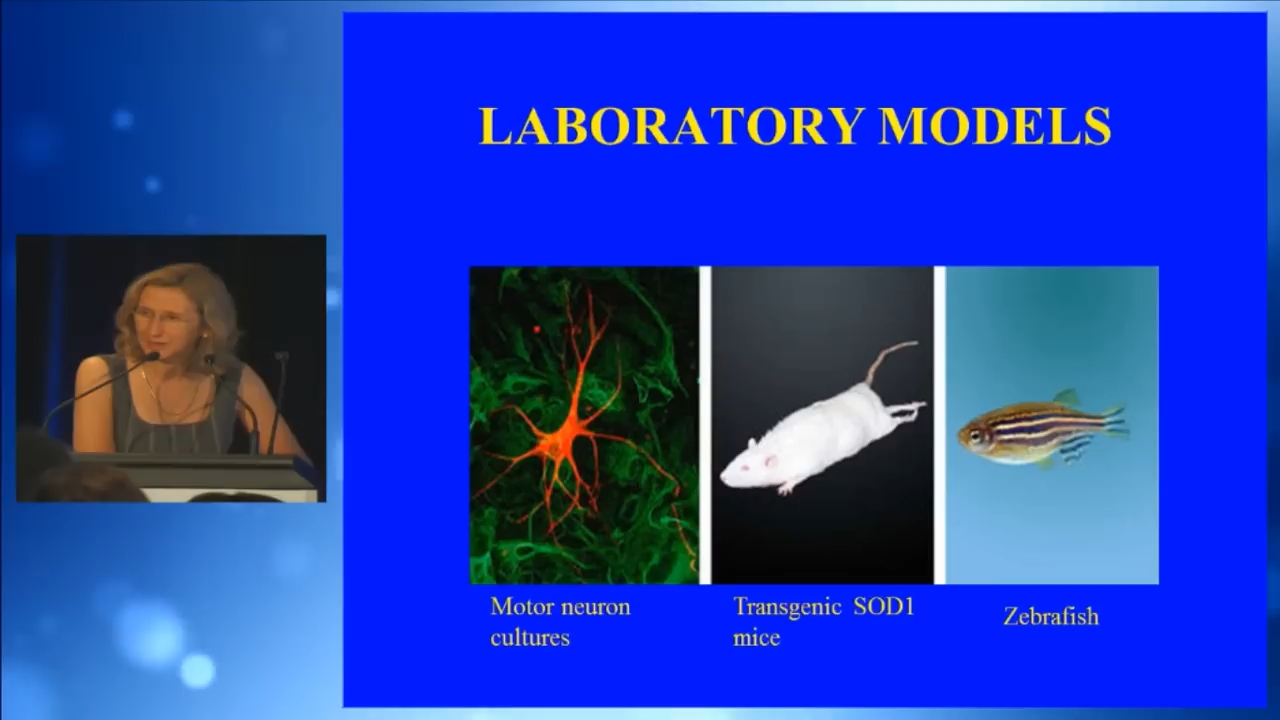 LABORATORY MODELS
Motor neuron
cultures
Transgenic SOD1
mice
Zebrafish